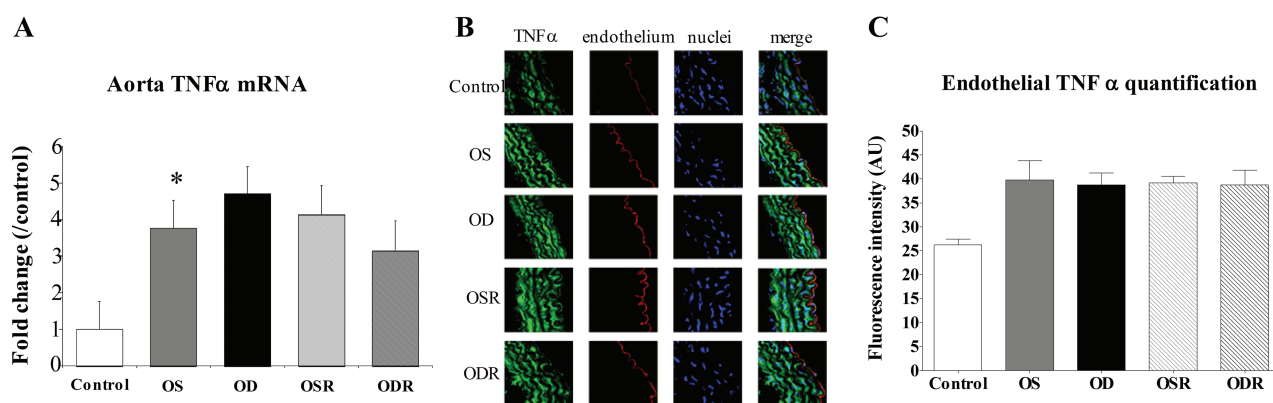 A
Aorta TNFα mRNA
Fold change (/control)
6
5
4
3
2
1
0
*
Control OS OD OSR ODR
B
TNFα endothelium nuclei merge
Control
OS
OD
OSR
ODR
C
Endothelial TNF α quantification
Fluorescence intensity (AU)
50
45
40
35
30
25
20
15
10
5
0
Control OS OD OSR ODR